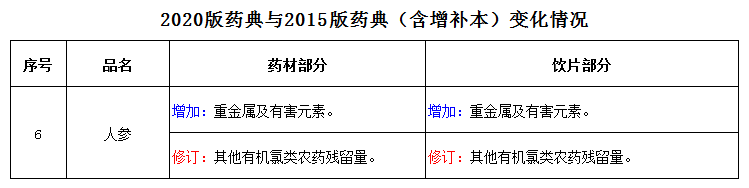 2020版药典与2015版药典（含增补本）变化情况
序号 品名 药材部分 饮片部分
6 人参
增加：重金属及有害元素。 增加：重金属及有害元素。
修订：其他有机氯类农药残留量。 修订：其他有机氯类农药残留量。